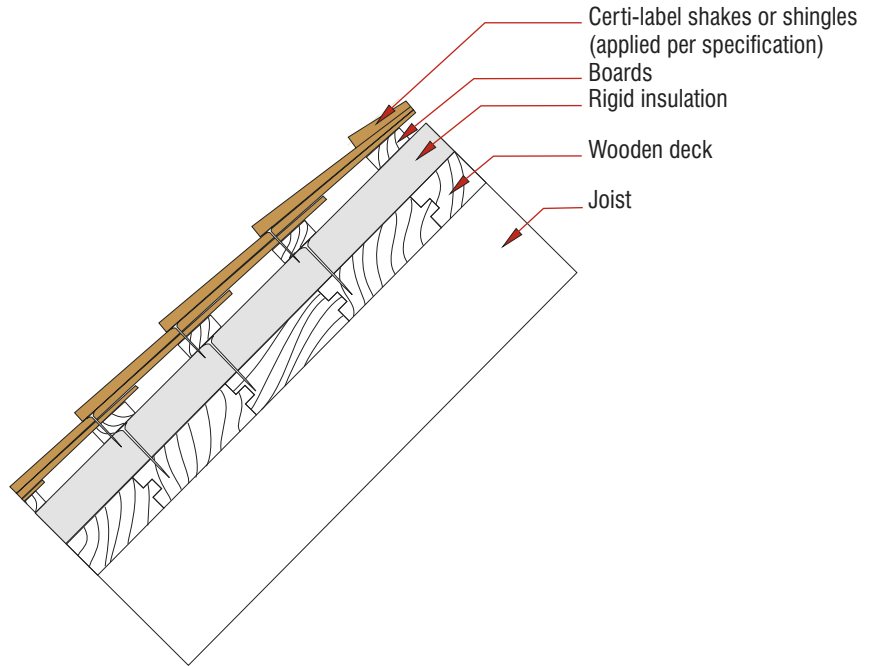 Certi-label shakes or shingles
(applied per specification)
Boards
Rigid insulation
Wooden deck
Joist